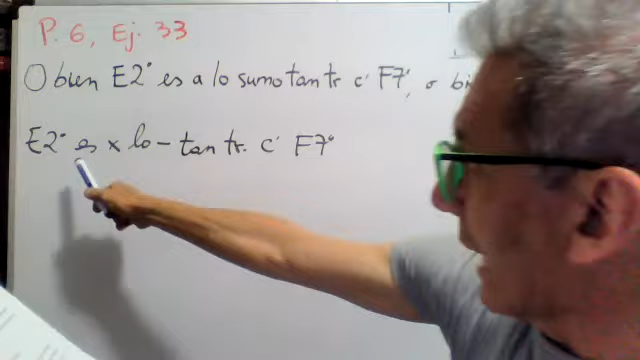 P. 6, Ej. 33
O bien E2° es a lo sumo tan tr. c' F7°, o bi
E2° es x lo - tan tr. c' F7°